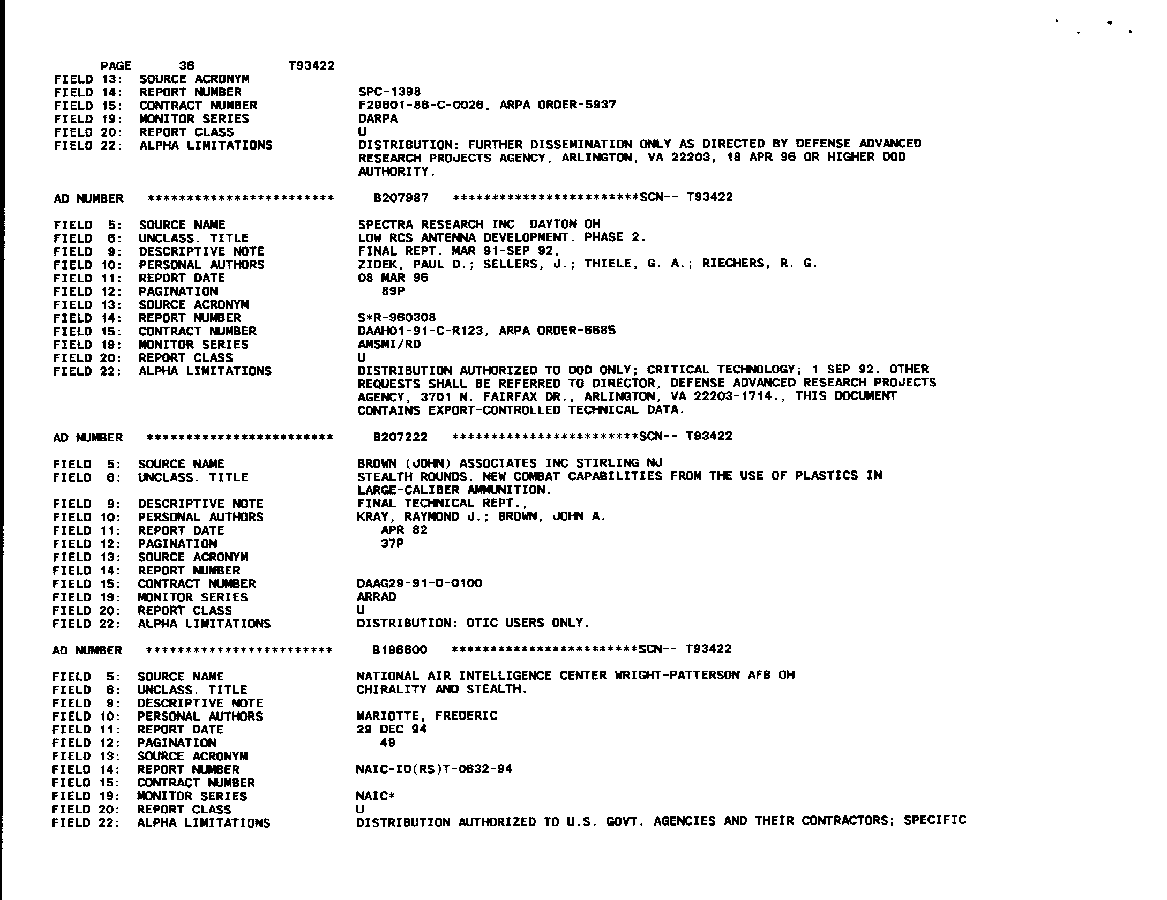 PAGE 36 T93422
FIELD 13: SOURCE ACRONYM
FIELD 14: REPORT NUMBER SPC-1398
FIELD 15: CONTRACT NUMBER F29601-86-C-0026, ARPA ORDER-5937
FIELD 19: MONITOR SERIES DARPA
FIELD 20: REPORT CLASS U
FIELD 22: ALPHA LIMITATIONS DISTRIBUTION: FURTHER DISSEMINATION ONLY AS DIRECTED BY DEFENSE ADVANCED
RESEARCH PROJECTS AGENCY, ARLINGTON, VA 22203, 18 APR 96 OR HIGHER DOD
AUTHORITY.
AD NUMBER ************************ B207987 ************************SCN-- T93422
FIELD 5: SOURCE NAME SPECTRA RESEARCH INC DAYTON OH
FIELD 6: UNCLASS. TITLE LOW RCS ANTENNA DEVELOPMENT. PHASE 2.
FIELD 9: DESCRIPTIVE NOTE FINAL REPT. MAR 91-SEP 92,
FIELD 10: PERSONAL AUTHORS ZIDEK, PAUL D.; SELLERS, J.; THIELE, G. A.; RIECHERS, R. G.
FIELD 11: REPORT DATE 08 MAR 96
FIELD 12: PAGINATION 89P
FIELD 13: SOURCE ACRONYM
FIELD 14: REPORT NUMBER S*R-960308
FIELD 15: CONTRACT NUMBER DAAH01-91-C-R123, ARPA ORDER-6685
FIELD 19: MONITOR SERIES AMSMI/RD
FIELD 20: REPORT CLASS U
FIELD 22: ALPHA LIMITATIONS DISTRIBUTION AUTHORIZED TO DOD ONLY; CRITICAL TECHNOLOGY; 1 SEP 92. OTHER
REQUESTS SHALL BE REFERRED TO DIRECTOR, DEFENSE ADVANCED RESEARCH PROJECTS
AGENCY, 3701 N. FAIRFAX DR., ARLINGTON, VA 22203-1714., THIS DOCUMENT
CONTAINS EXPORT-CONTROLLED TECHNICAL DATA.
AD NUMBER ************************ B207222 ************************SCN-- T93422
FIELD 5: SOURCE NAME BROWN (JOHN) ASSOCIATES INC STIRLING NJ
FIELD 6: UNCLASS. TITLE STEALTH ROUNDS. NEW COMBAT CAPABILITIES FROM THE USE OF PLASTICS IN
LARGE-CALIBER AMMUNITION.
FIELD 9: DESCRIPTIVE NOTE FINAL TECHNICAL REPT.,
FIELD 10: PERSONAL AUTHORS KRAY, RAYMOND J.; BROWN, JOHN A.
FIELD 11: REPORT DATE APR 82
FIELD 12: PAGINATION 37P
FIELD 13: SOURCE ACRONYM
FIELD 14: REPORT NUMBER
FIELD 15: CONTRACT NUMBER DAAG29-91-D-0100
FIELD 19: MONITOR SERIES ARRAD
FIELD 20: REPORT CLASS U
FIELD 22: ALPHA LIMITATIONS DISTRIBUTION: DTIC USERS ONLY.
AD NUMBER ************************ B196600 ************************SCN-- T93422
FIELD 5: SOURCE NAME NATIONAL AIR INTELLIGENCE CENTER WRIGHT-PATTERSON AFB OH
FIELD 6: UNCLASS. TITLE CHIRALITY AND STEALTH.
FIELD 9: DESCRIPTIVE NOTE
FIELD 10: PERSONAL AUTHORS MARIOTTE, FREDERIC
FIELD 11: REPORT DATE 29 DEC 94
FIELD 12: PAGINATION 49
FIELD 13: SOURCE ACRONYM
FIELD 14: REPORT NUMBER NAIC-ID(RS)T-0632-94
FIELD 15: CONTRACT NUMBER
FIELD 19: MONITOR SERIES NAIC*
FIELD 20: REPORT CLASS U
FIELD 22: ALPHA LIMITATIONS DISTRIBUTION AUTHORIZED TO U.S. GOVT. AGENCIES AND THEIR CONTRACTORS; SPECIFIC